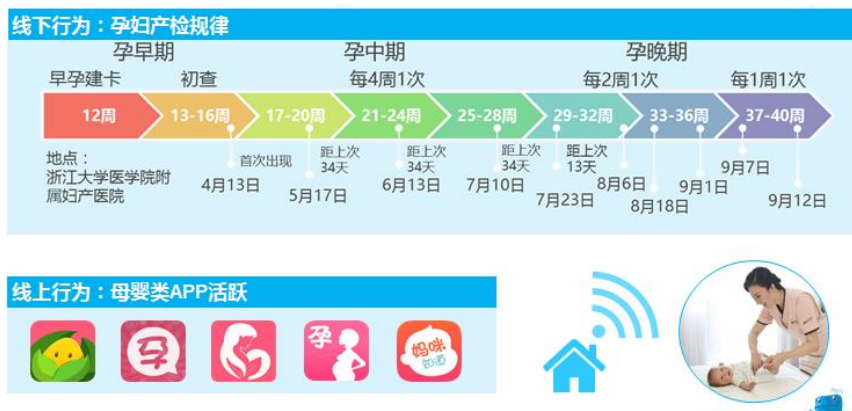 线下行为：孕妇产检规律
孕早期 孕中期 孕晚期
早孕建卡 初查 每4周1次 每2周1次 每1周1次
12周 13-16周 17-20周 21-24周 25-28周 29-32周 33-36周 37-40周
地点：
浙江大学医学院附
属妇产医院
首次出现
4月13日
距上次
34天
5月17日
距上次
34天
6月13日
距上次
34天
7月10日
距上次
13天
7月23日
8月6日
8月18日
9月1日
9月7日
9月12日
线上行为：母婴类APP活跃
孕
孕
妈咪
知道